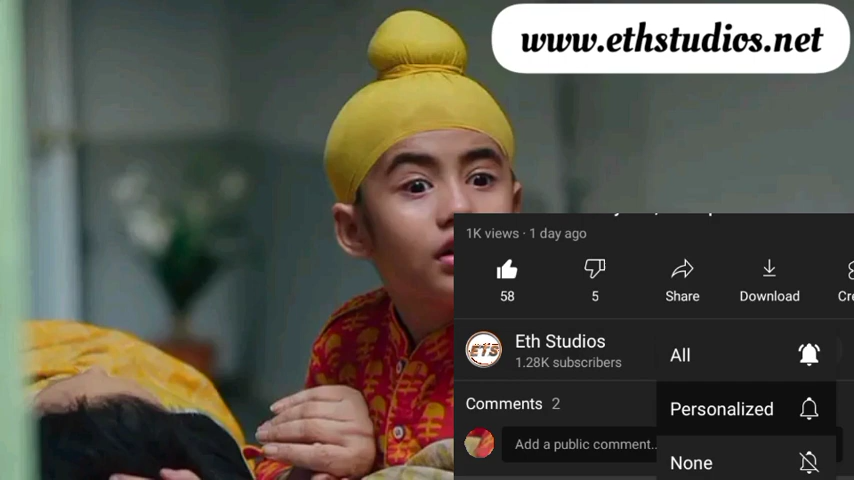 www.ethstudios.net
1K views · 1 day ago
58
5
Share
Download
Eth Studios
1.28K subscribers
ETS
All
Comments 2
Personalized
Add a public comment..
None